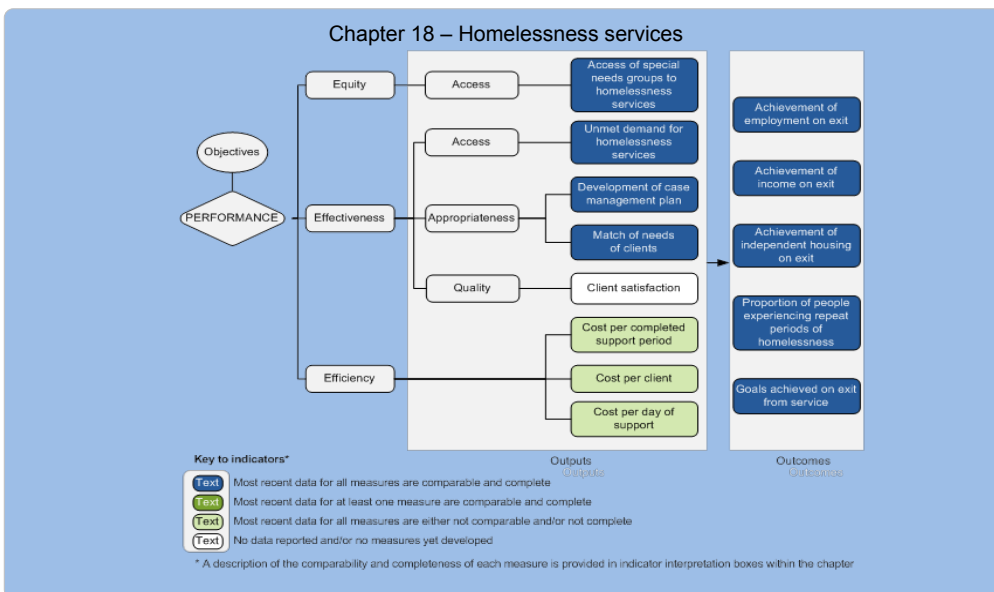 Chapter 18 – Homelessness services
Objectives
PERFORMANCE
Equity
Access
Access of special
needs groups to
homelessness
services
Effectiveness
Access
Unmet demand for
homelessness
services
Appropriateness
Development of case
management plan
Match of needs
of clients
Quality
Client satisfaction
Efficiency
Cost per completed
support period
Cost per client
Cost per day of
support
Outputs
Outputs
Achievement of
employment on exit
Achievement of
income on exit
Achievement of
independent housing
on exit
Proportion of people
experiencing repeat
periods of
homelessness
Goals achieved on exit
from service
Outcomes
Outcomes
Key to indicators*
Text Most recent data for all measures are comparable and complete
Text Most recent data for at least one measure are comparable and complete
Text Most recent data for all measures are either not comparable and/or not complete
Text No data reported and/or no measures yet developed
* A description of the comparability and completeness of each measure is provided in indicator interpretation boxes within the chapter